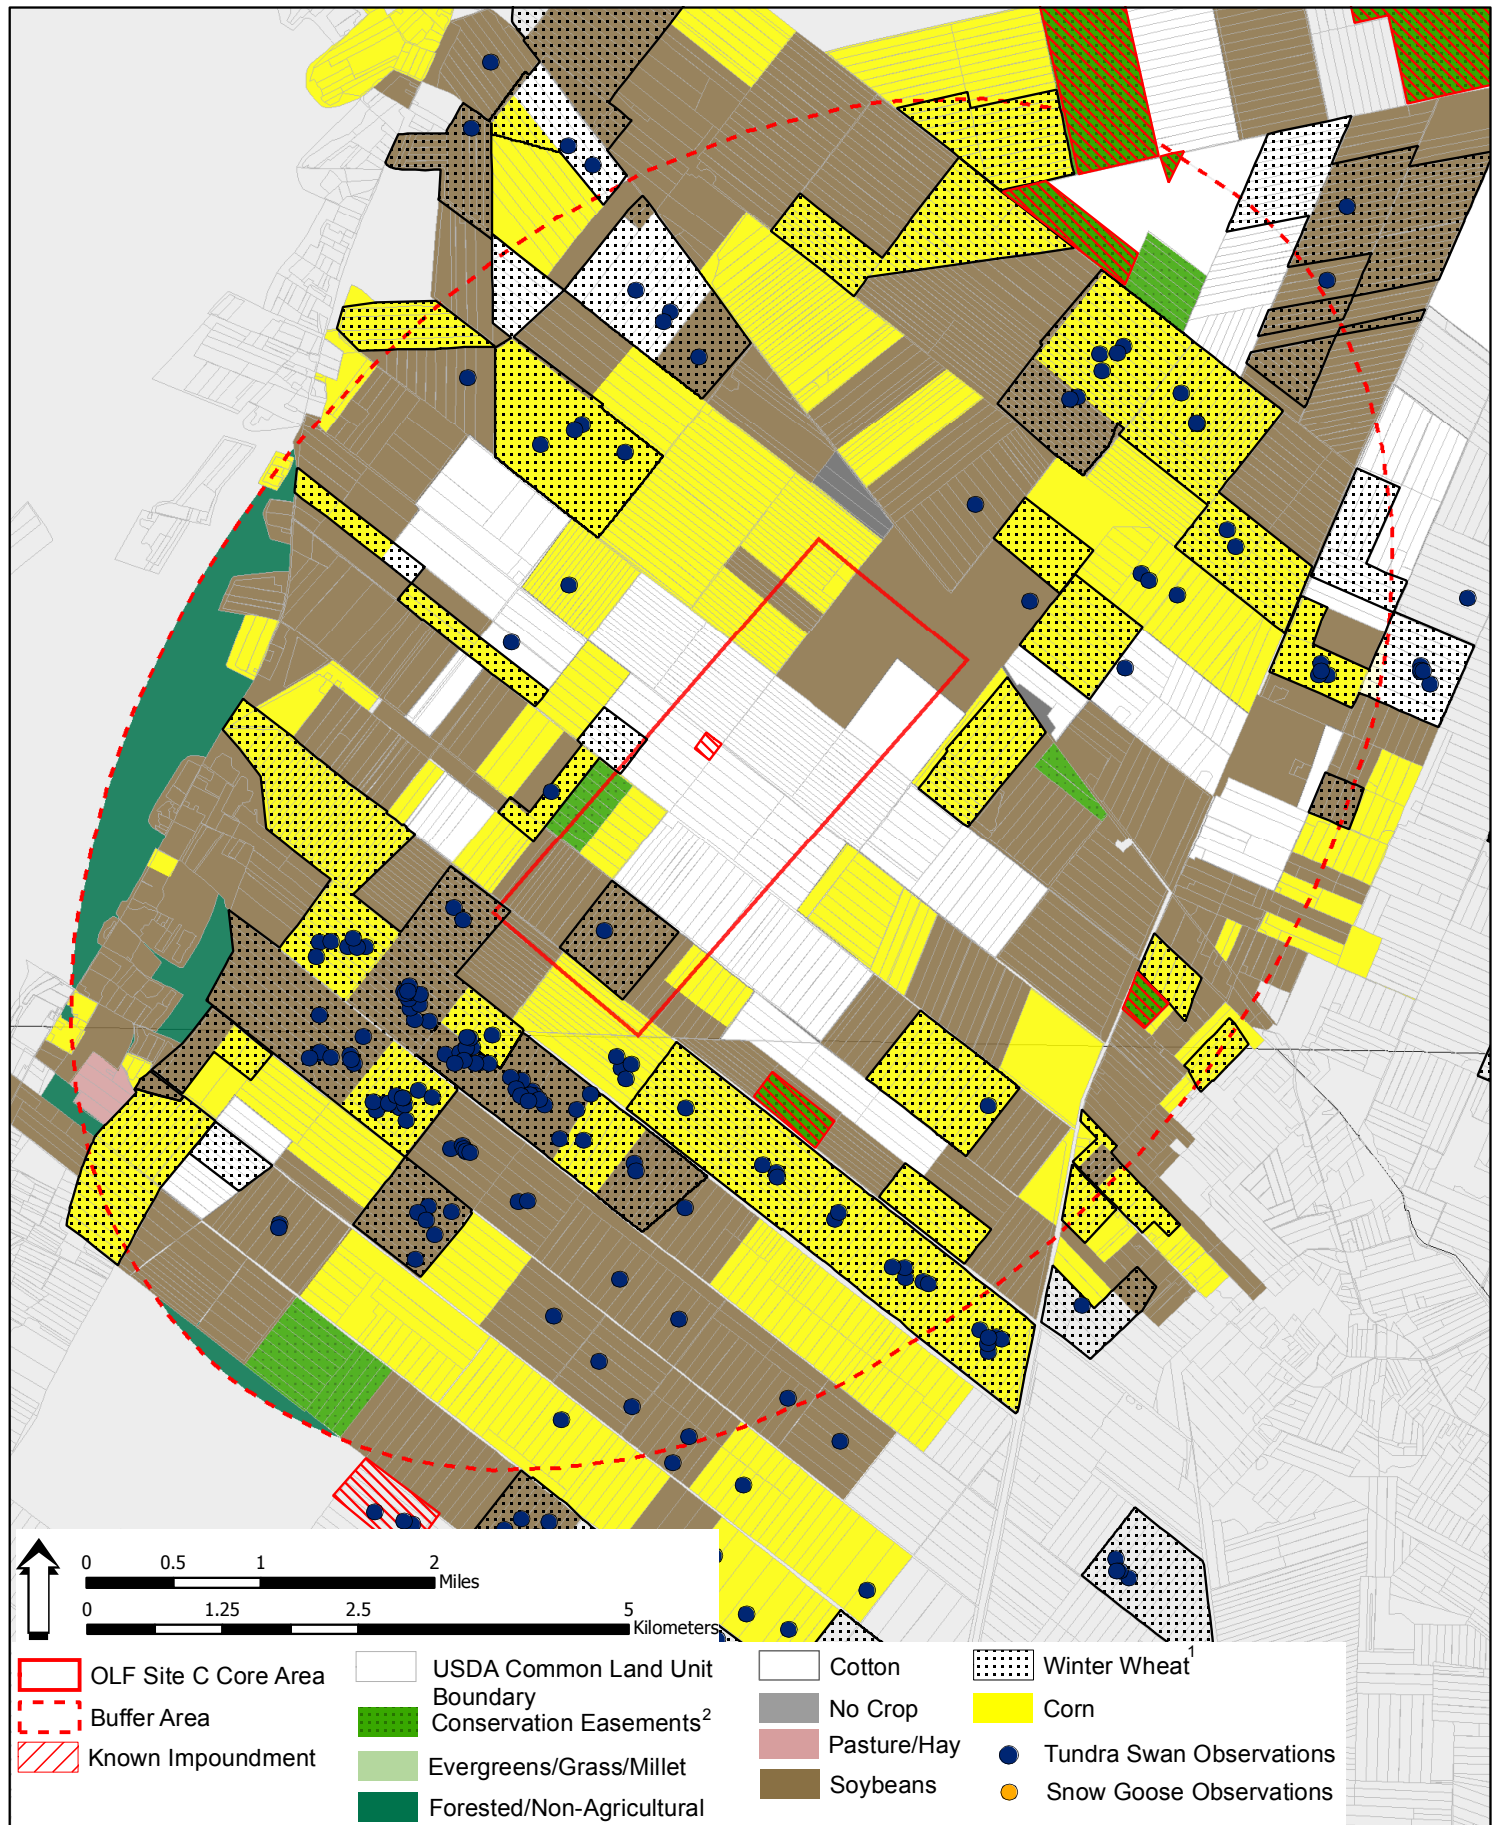 0 0.5 1 2
Miles
0 1.25 2.5 5
Kilometers
OLF Site C Core Area
Buffer Area
Known Impoundment
USDA Common Land Unit
Boundary
Conservation Easements²
Evergreens/Grass/Millet
Forested/Non-Agricultural
Cotton
No Crop
Pasture/Hay
Soybeans
Winter Wheat¹
Corn
Tundra Swan Observations
Snow Goose Observations